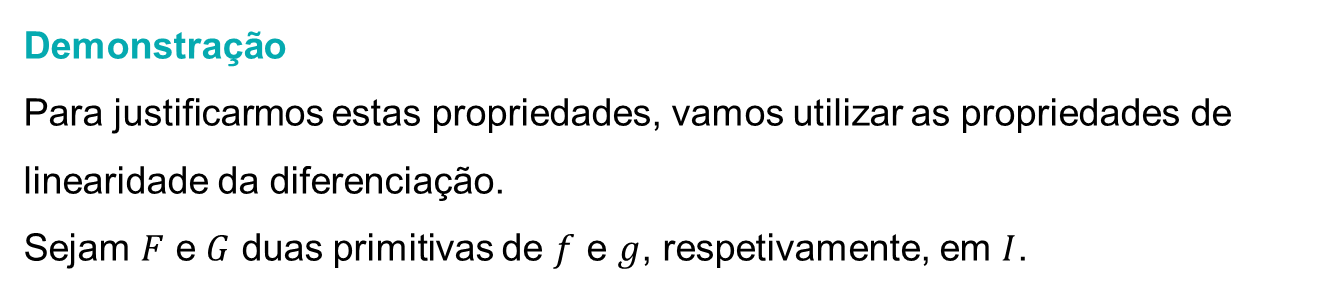 Demonstração
Para justificarmos estas propriedades, vamos utilizar as propriedades de
linearidade da diferenciação.
Sejam 𝐹 e 𝐺 duas primitivas de 𝑓 e 𝑔, respetivamente, em 𝐼.